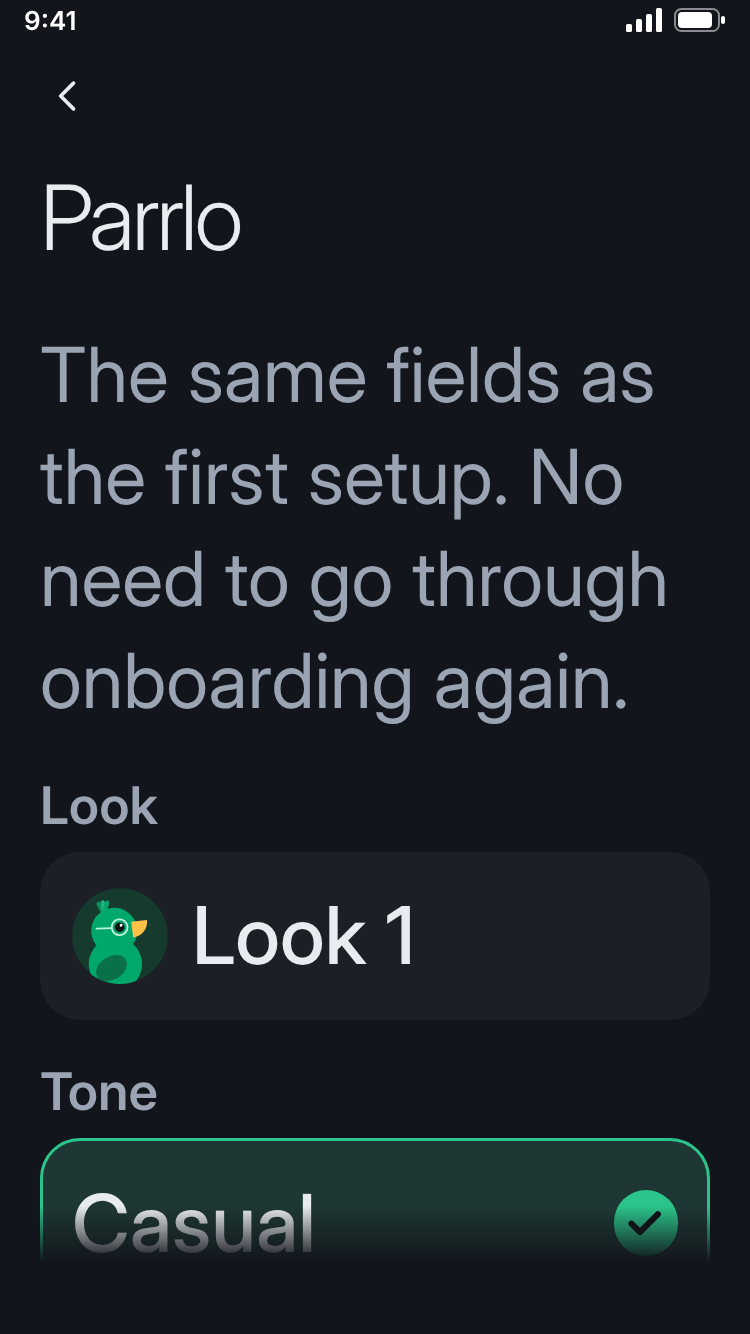 9:41
Parrlo
The same fields as
the first setup. No
need to go through
onboarding again.
Look
Look 1
Tone
Casual